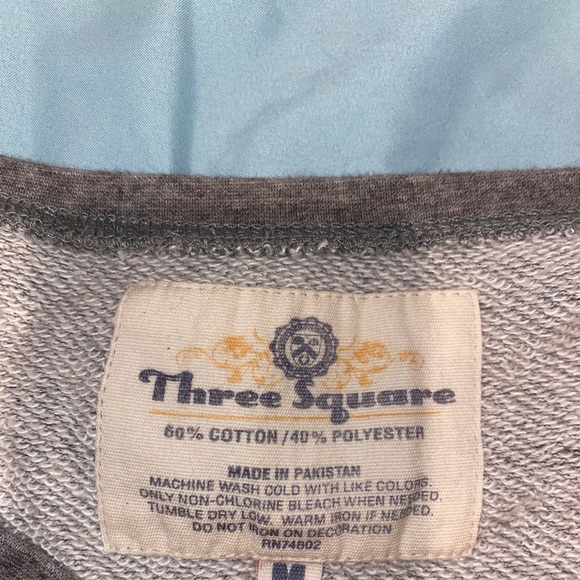 Three Square
60% COTTON/40% POLYESTER
MADE IN PAKISTAN
MACHINE WASH COLD WITH LIKE COLORS.
ONLY NON-CHLORINE BLEACH WHEN NEEDED.
TUMBLE DRY LOW. WARM IRON IF NEEDED.
DO NOT IRON ON DECORATION
RN74802
M